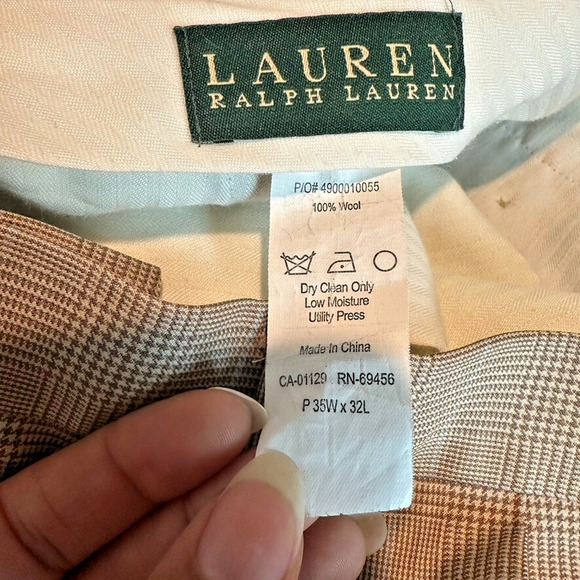 LAUREN
RALPH LAUREN
P/O# 4900010055
100% Wool
Dry Clean Only
Low Moisture
Utility Press
Made In China
CA-01129 RN-69456
P 35W x 32L